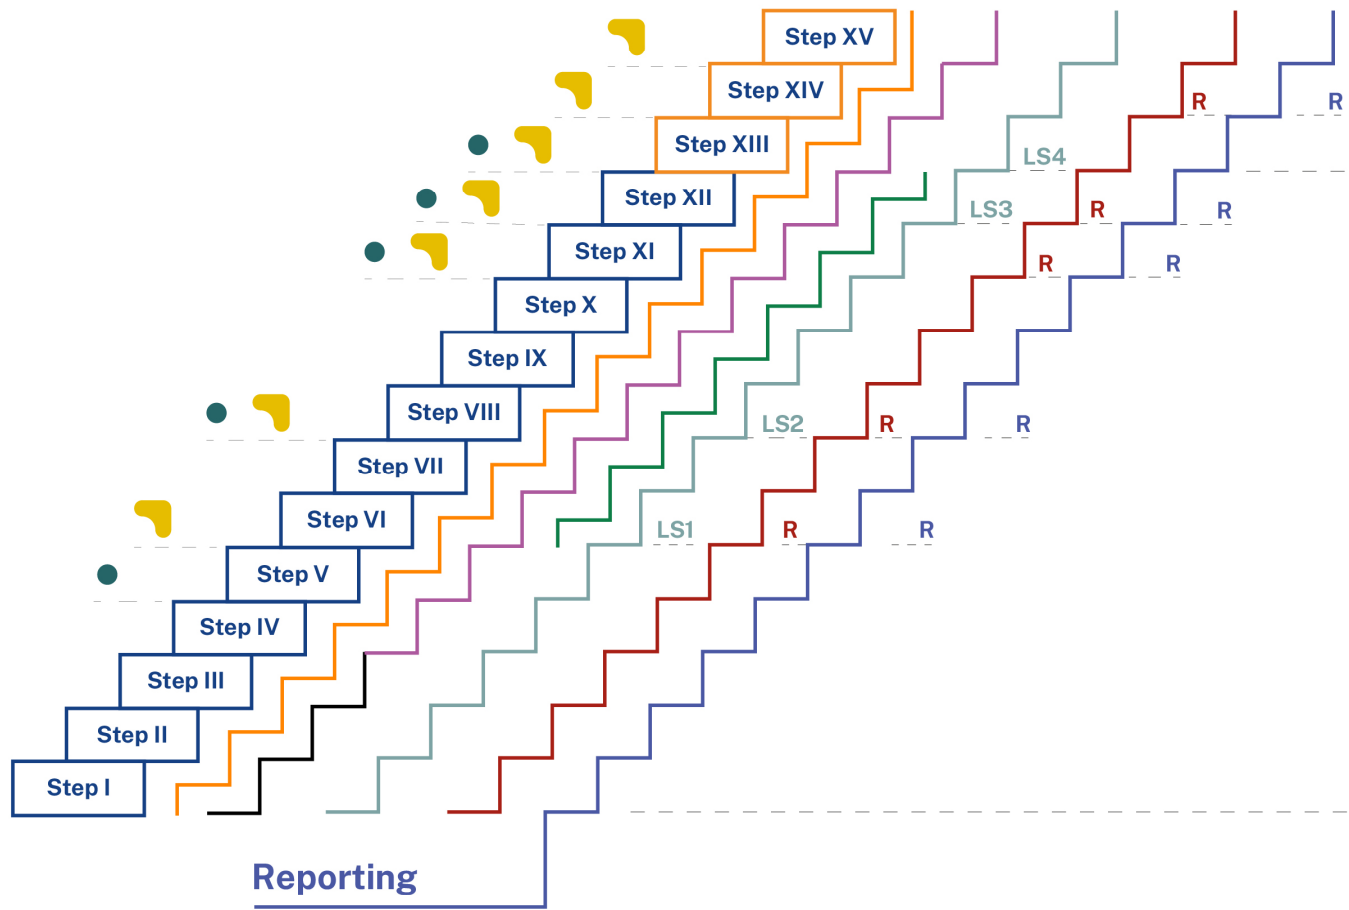 Step XV
Step XIV
R
R
Step XIII
LS4
Step XII
LS3
R
R
Step XI
R
R
Step X
Step IX
Step VIII
LS2
R
R
Step VII
Step VI
LS1
R
R
Step V
Step IV
Step III
Step II
Step I
Reporting